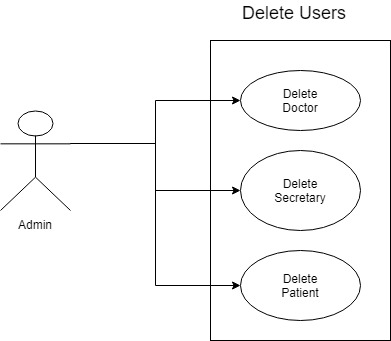 Delete Users
Delete
Doctor
Delete
Secretary
Admin
Delete
Patient